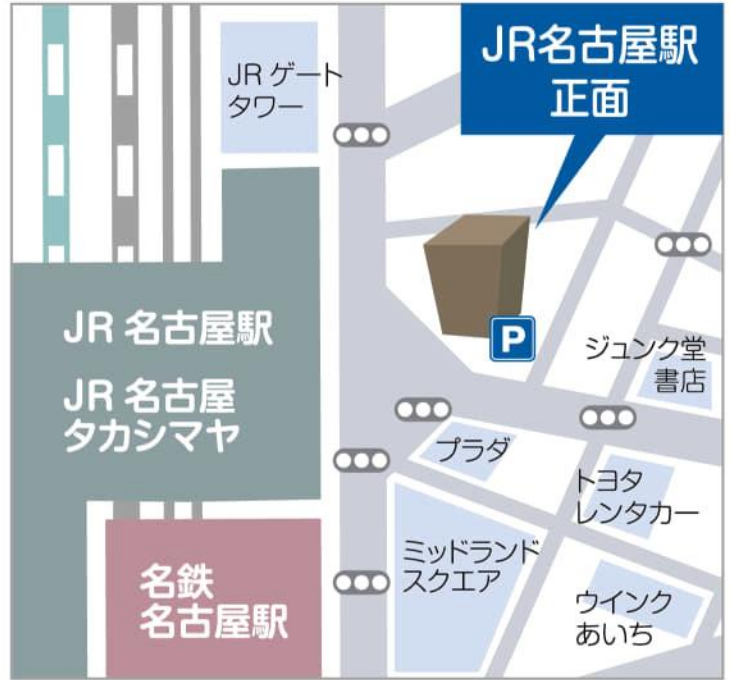 JR名古屋駅
正面
JR ゲート
タワー
P
JR 名古屋駅
JR 名古屋
タカシマヤ
ジュンク堂
書店
プラダ
トヨタ
レンタカー
ミッドランド
スクエア
名鉄
名古屋駅
ウインク
あいち